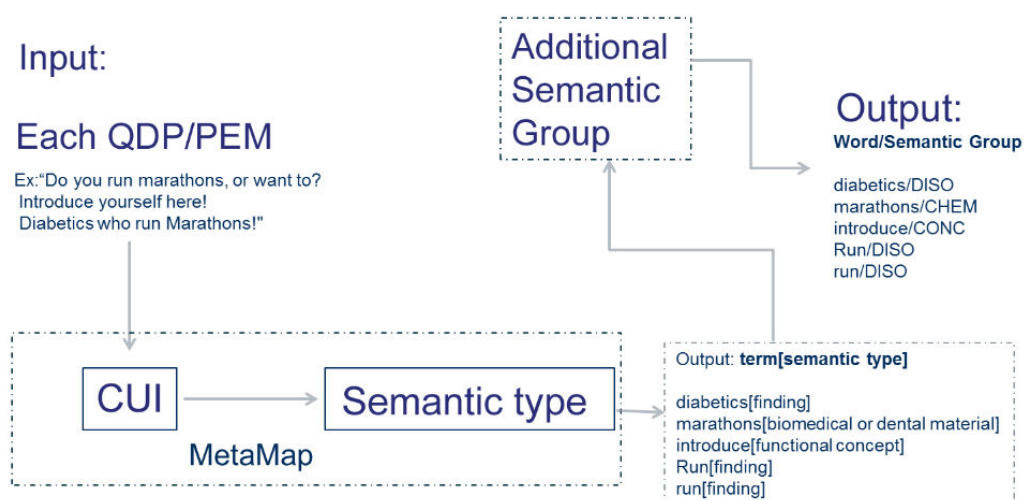 Input:
Each QDP/PEM
Ex:“Do you run marathons, or want to?
Introduce yourself here!
Diabetics who run Marathons!"
CUI
Semantic type
MetaMap
Output: term[semantic type]
diabetics[finding]
marathons[biomedical or dental material]
introduce[functional concept]
Run[finding]
run[finding]
Additional
Semantic
Group
Output:
Word/Semantic Group
diabetics/DISO
marathons/CHEM
introduce/CONC
Run/DISO
run/DISO